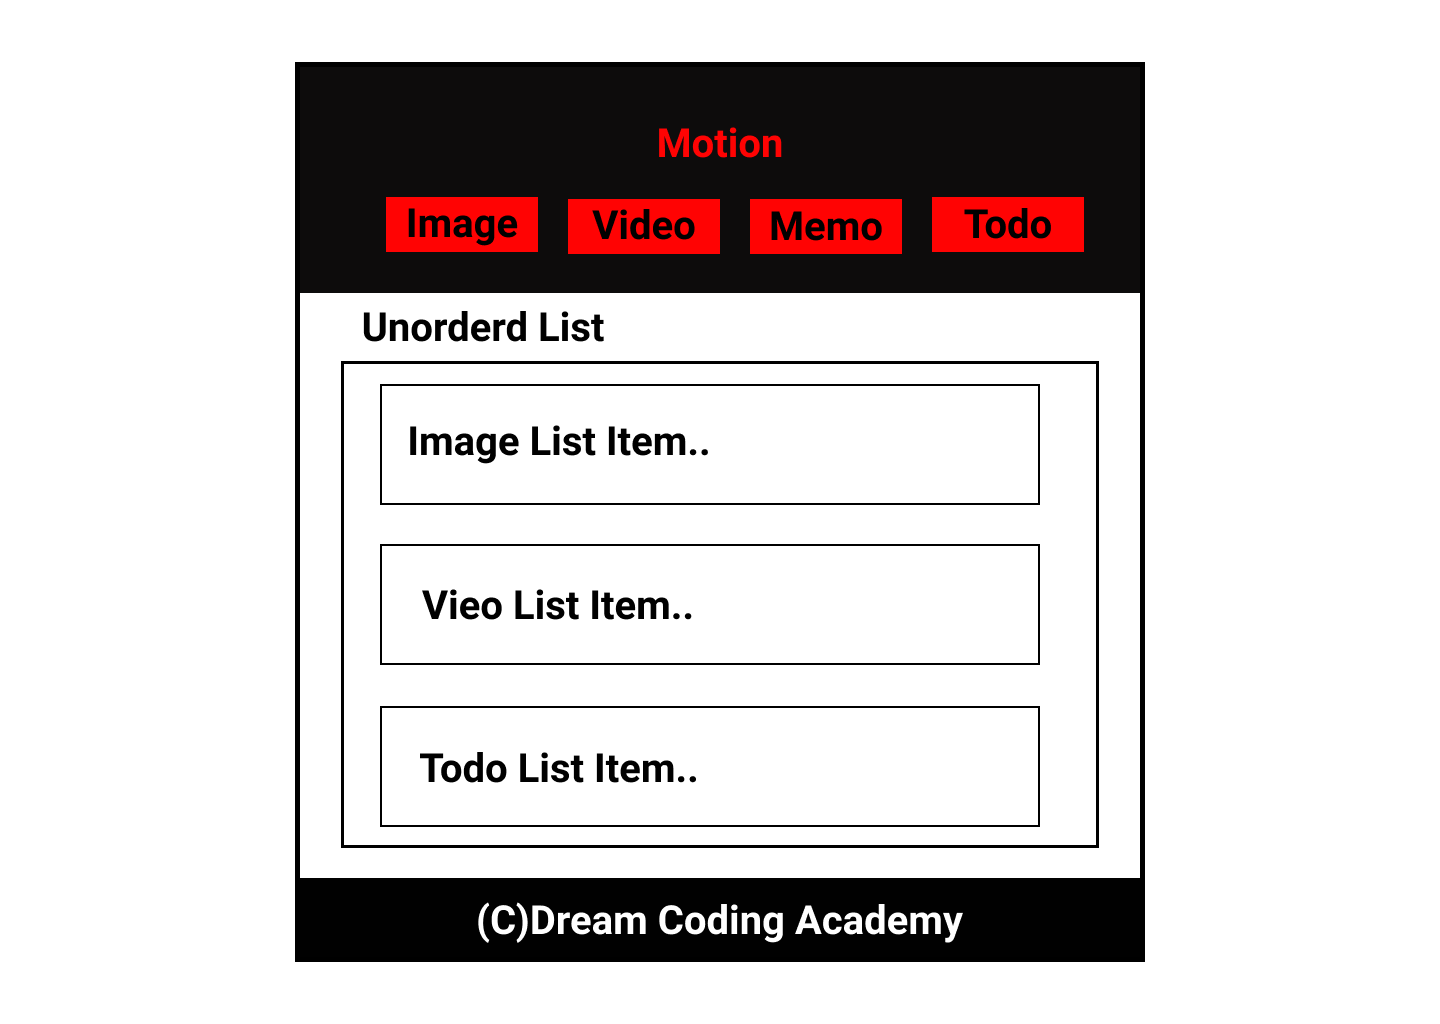 Motion
Image Video Memo Todo
Unorderd List
Image List Item..
Vieo List Item..
Todo List Item..
(C)Dream Coding Academy